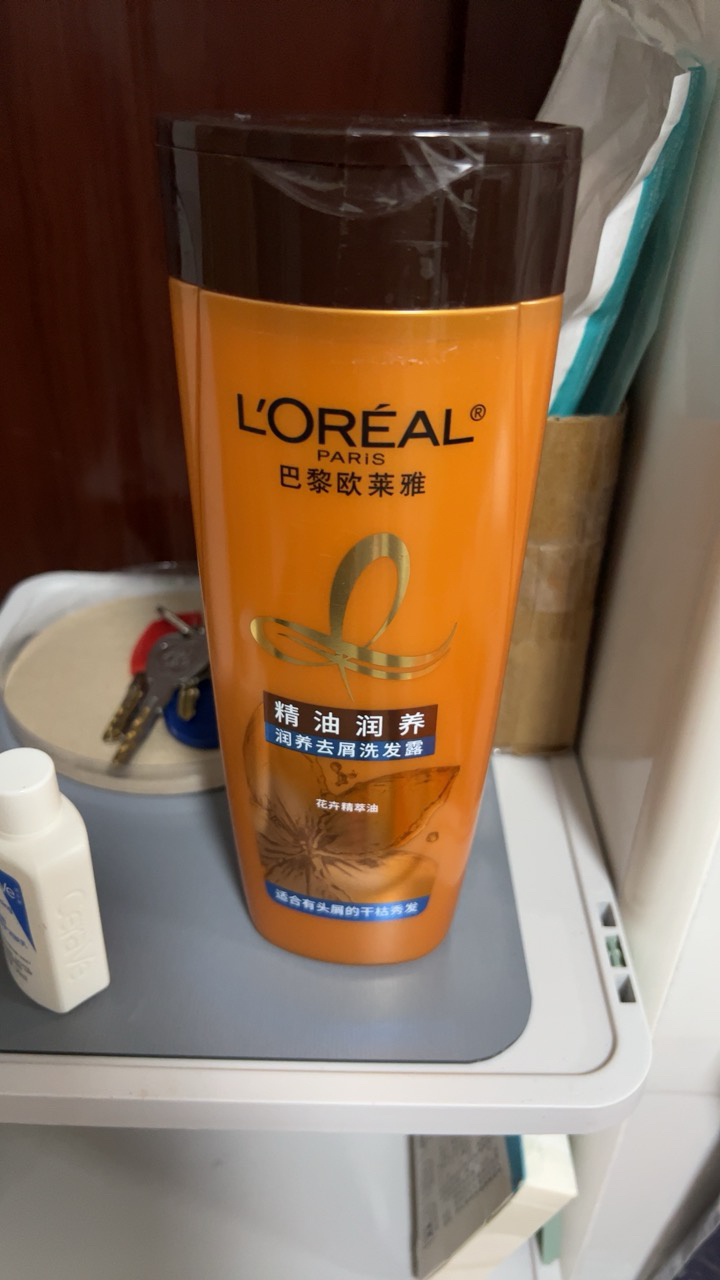 L'ORÉAL®
PARIS
巴黎欧莱雅
精油润养
润养去屑洗发露
花卉精萃油
适合有头屑的干枯秀发
CeraVe